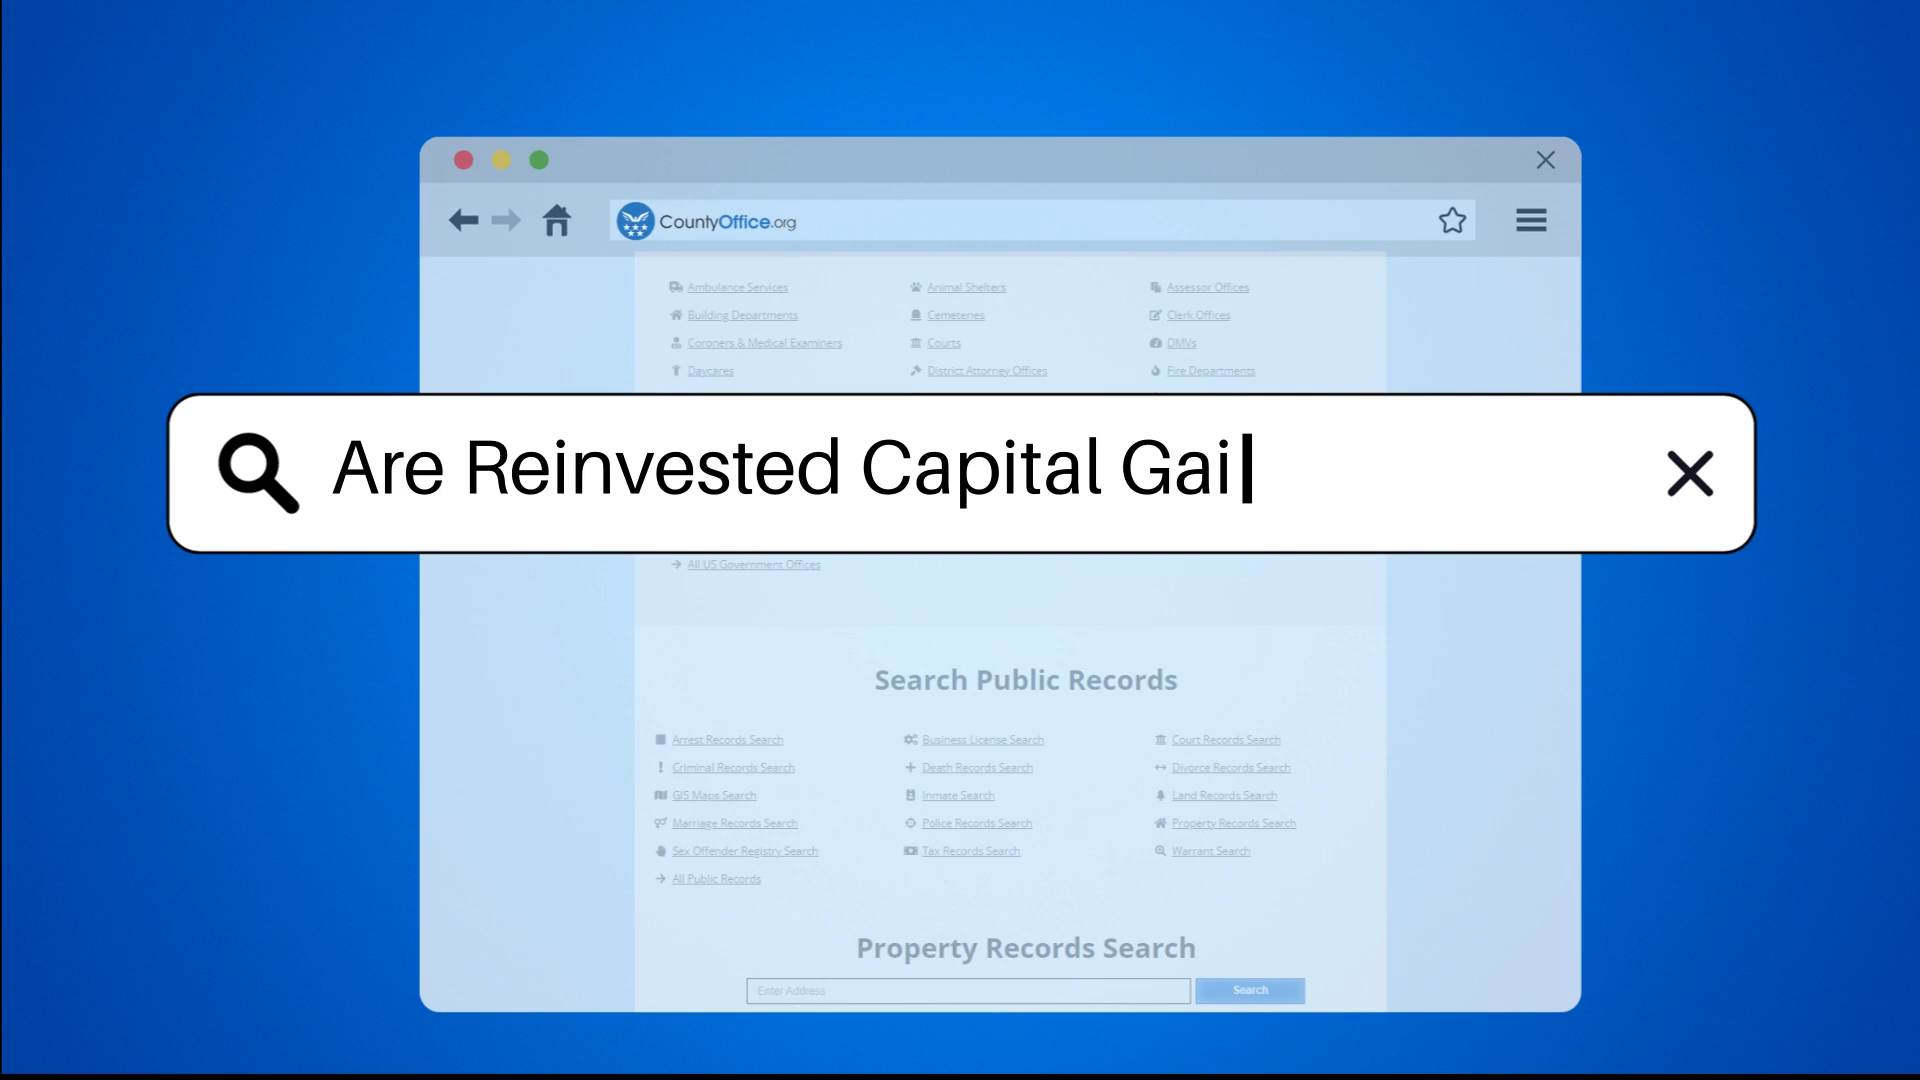 CountyOffice.org
Ambulance Services Animal Shelters Assessor Offices
Building Departments Cemeteries Clerk Offices
Coroners & Medical Examiners Courts DMVs
Daycares District Attorney Offices Fire Departments
Are Reinvested Capital Gai
All US Government Offices
Search Public Records
Arrest Records Search Business License Search Court Records Search
Criminal Records Search Death Records Search Divorce Records Search
GIS Maps Search Inmate Search Land Records Search
Marriage Records Search Police Records Search Property Records Search
Sex Offender Registry Search Tax Records Search Warrant Search
All Public Records
Property Records Search
Enter Address Search